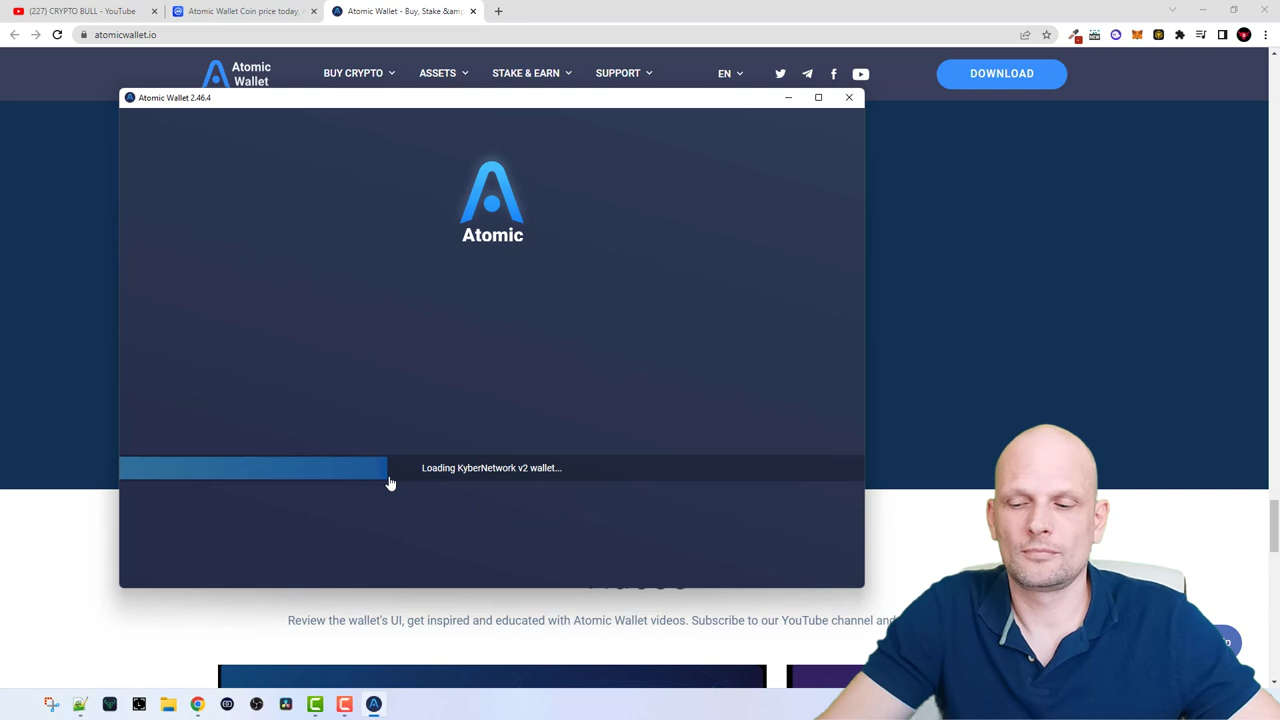 (227) CRYPTO BULL - YouTube
Atomic Wallet Coin price today,
Atomic Wallet - Buy, Stake &am
atomicwallet.io
Atomic Wallet
BUY CRYPTO
ASSETS
STAKE & EARN
SUPPORT
EN
DOWNLOAD
Atomic Wallet 2.46.4
Atomic
Loading KyberNetwork v2 wallet...
Review the wallet's UI, get inspired and educated with Atomic Wallet videos. Subscribe to our YouTube channel and